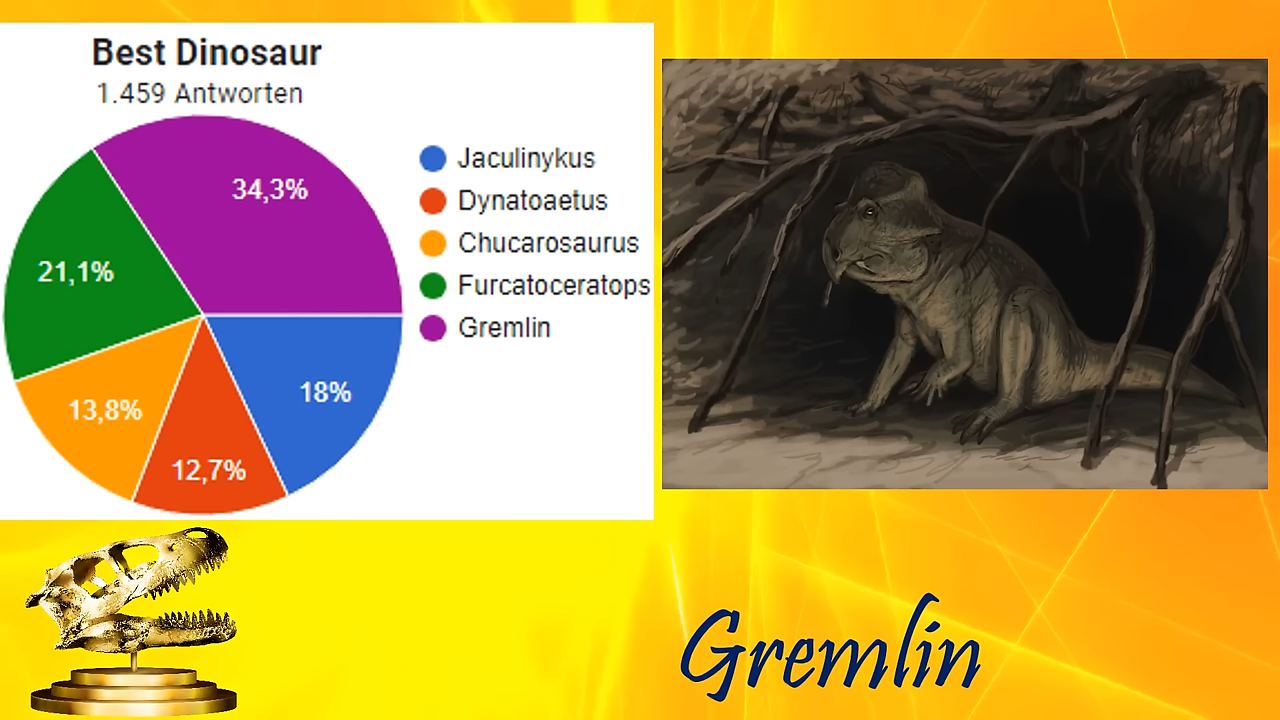 Best Dinosaur
1.459 Antworten
34,3%
21,1%
18%
13,8%
12,7%
Jaculinykus
Dynatoaetus
Chucarosaurus
Furcatoceratops
Gremlin
Gremlin